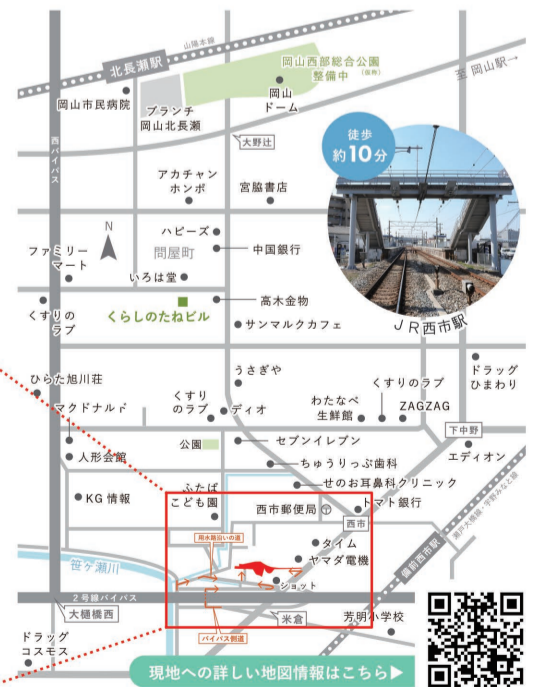 山陽本線
北長瀬駅
岡山西部総合公園
整備中(仮称)
至 岡山駅→
岡山市民病院
ブランチ
岡山北長瀬
岡山
ドーム
西バイパス
大野辻
徒歩
約10分
アカチャン
ホンポ
宮脇書店
N
ハピーズ
問屋町
中国銀行
ファミリー
マート
いろは堂
くすりの
ラブ
くらしのたねビル
高木金物
サンマルクカフェ
JR西市駅
ひらた旭川荘
うさぎや
ドラッグ
ひまわり
マクドナルド
くすり
のラブ
ディオ
わたなべ
生鮮館
くすりのラブ
ZAGZAG
下中野
人形会館
公園
セブンイレブン
エディオン
ちゅうりっぷ歯科
せのお耳鼻科クリニック
KG情報
ふたば
こども園
西市郵便局
トマト銀行
西市
瀬戸大橋線・宇野みなと線
備前西市駅
用水路沿いの道
タイム
ヤマダ電機
笹ヶ瀬川
ショット
2号線バイパス
大樋橋西
バイパス側道
米倉
芳明小学校
ドラッグ
コスモス
現地への詳しい地図情報はこちら▶